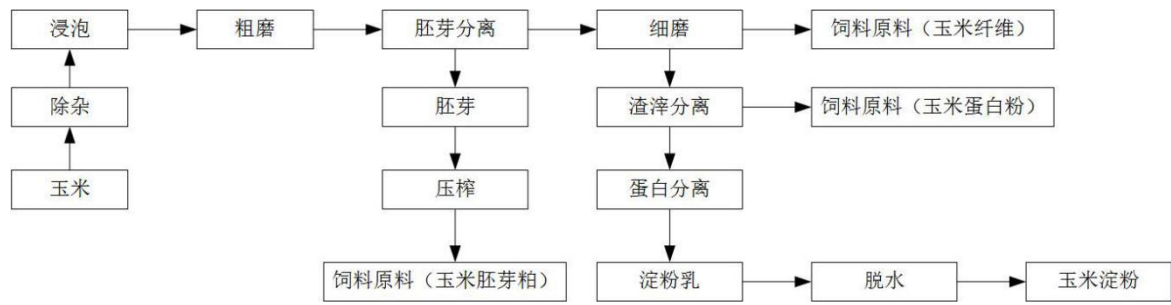 浸泡
粗磨
胚芽分离
细磨
饲料原料（玉米纤维）
除杂
胚芽
渣滓分离
饲料原料（玉米蛋白粉）
玉米
压榨
蛋白分离
饲料原料（玉米胚芽粕）
淀粉乳
脱水
玉米淀粉